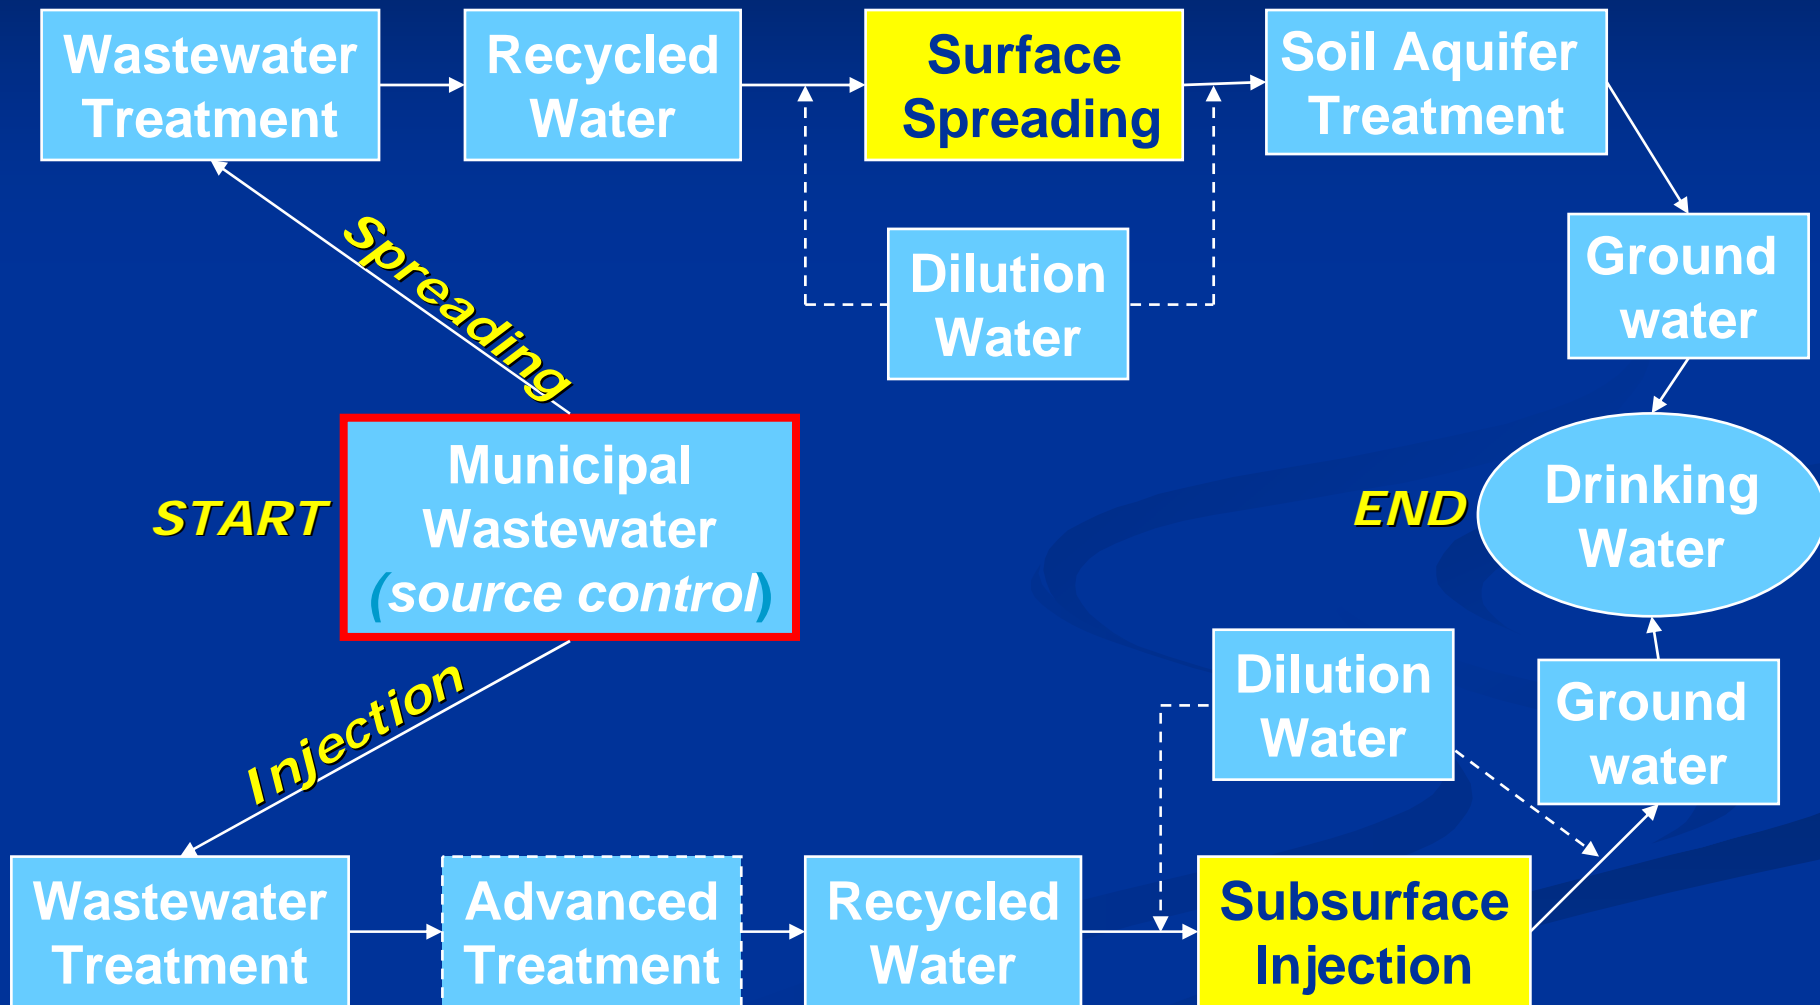 Wastewater
Treatment
Recycled
Water
Surface
Spreading
Soil Aquifer
Treatment
Spreading
Dilution
Water
Ground
water
START
Municipal
Wastewater
(source control)
END
Drinking
Water
Injection
Dilution
Water
Ground
water
Wastewater
Treatment
Advanced
Treatment
Recycled
Water
Subsurface
Injection